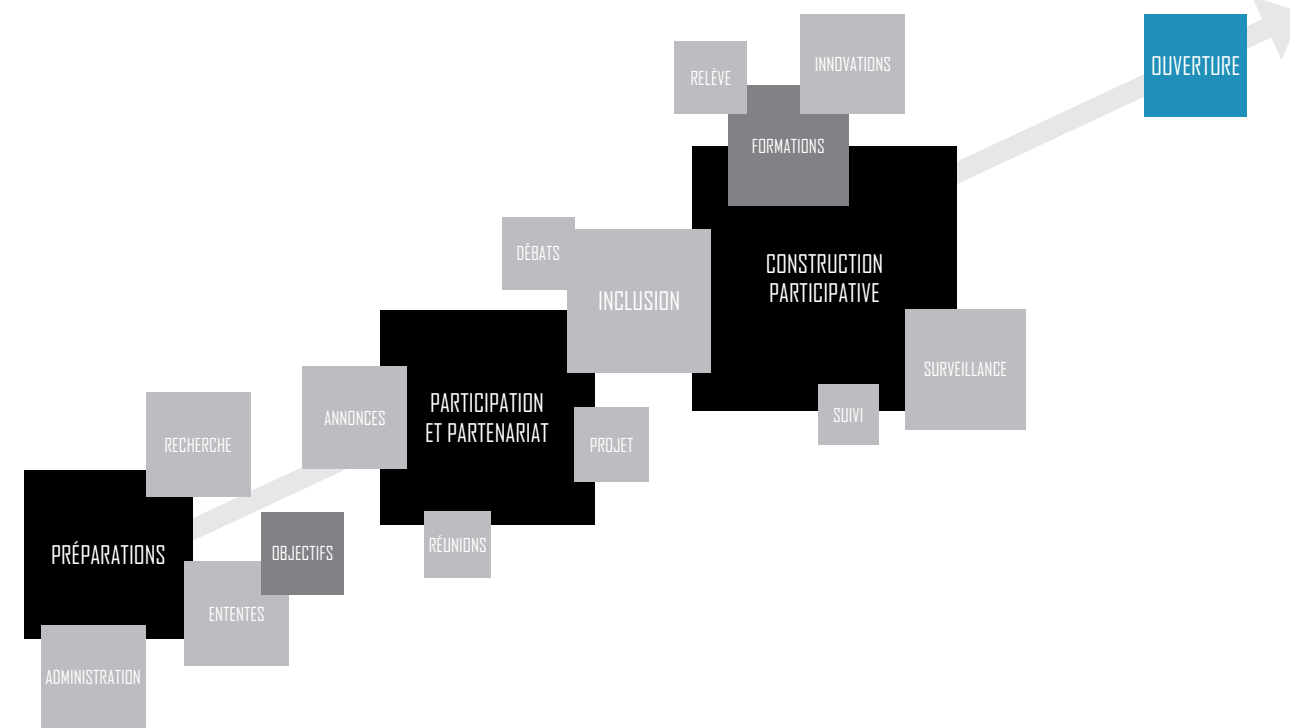 OUVERTURE
INNOVATIONS
RELÈVE
FORMATIONS
DÉBATS
INCLUSION
CONSTRUCTION
PARTICIPATIVE
SURVEILLANCE
SUIVI
ANNONCES
PARTICIPATION
ET PARTENARIAT
PROJET
RÉUNIONS
RECHERCHE
PRÉPARATIONS
OBJECTIFS
ENTENTES
ADMINISTRATION